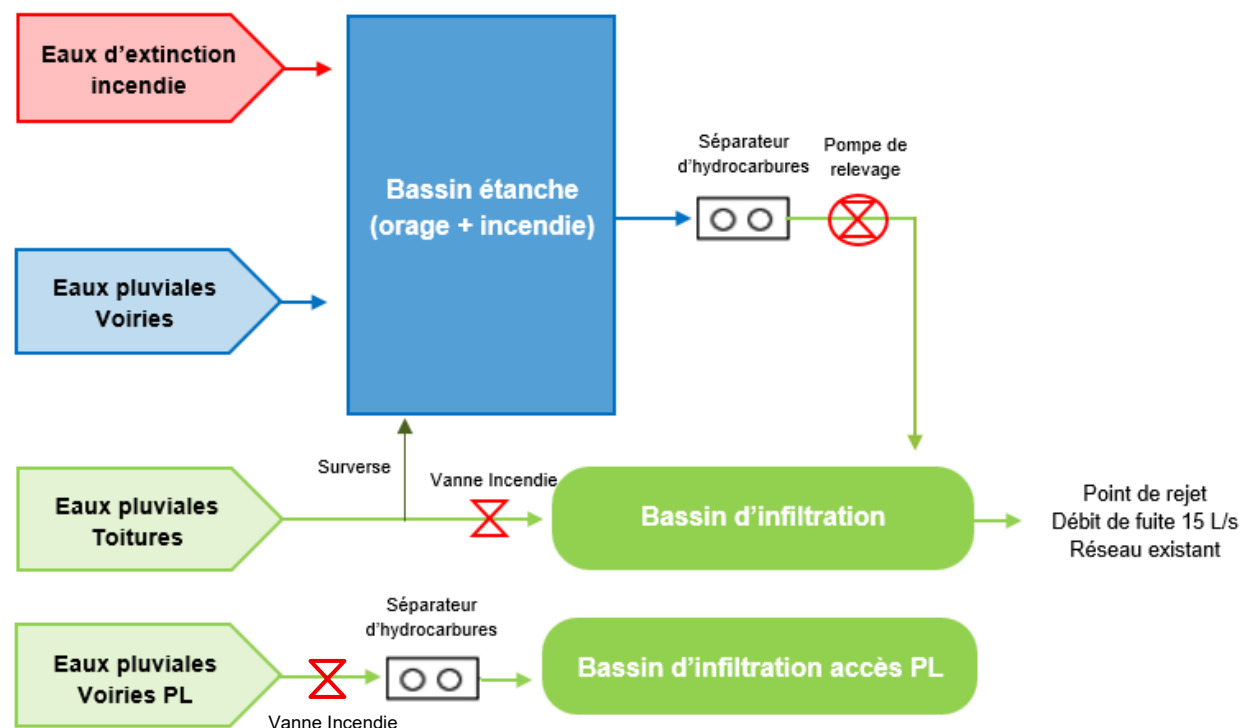 Eaux d'extinction
incendie
Bassin étanche
(orage + incendie)
Séparateur
d'hydrocarbures
Pompe de
relevage
Eaux pluviales
Voiries
Surverse
Vanne Incendie
Eaux pluviales
Toitures
Bassin d'infiltration
Point de rejet
Débit de fuite 15 L/s
Réseau existant
Séparateur
d'hydrocarbures
Eaux pluviales
Voiries PL
Vanne Incendie
Bassin d'infiltration accès PL